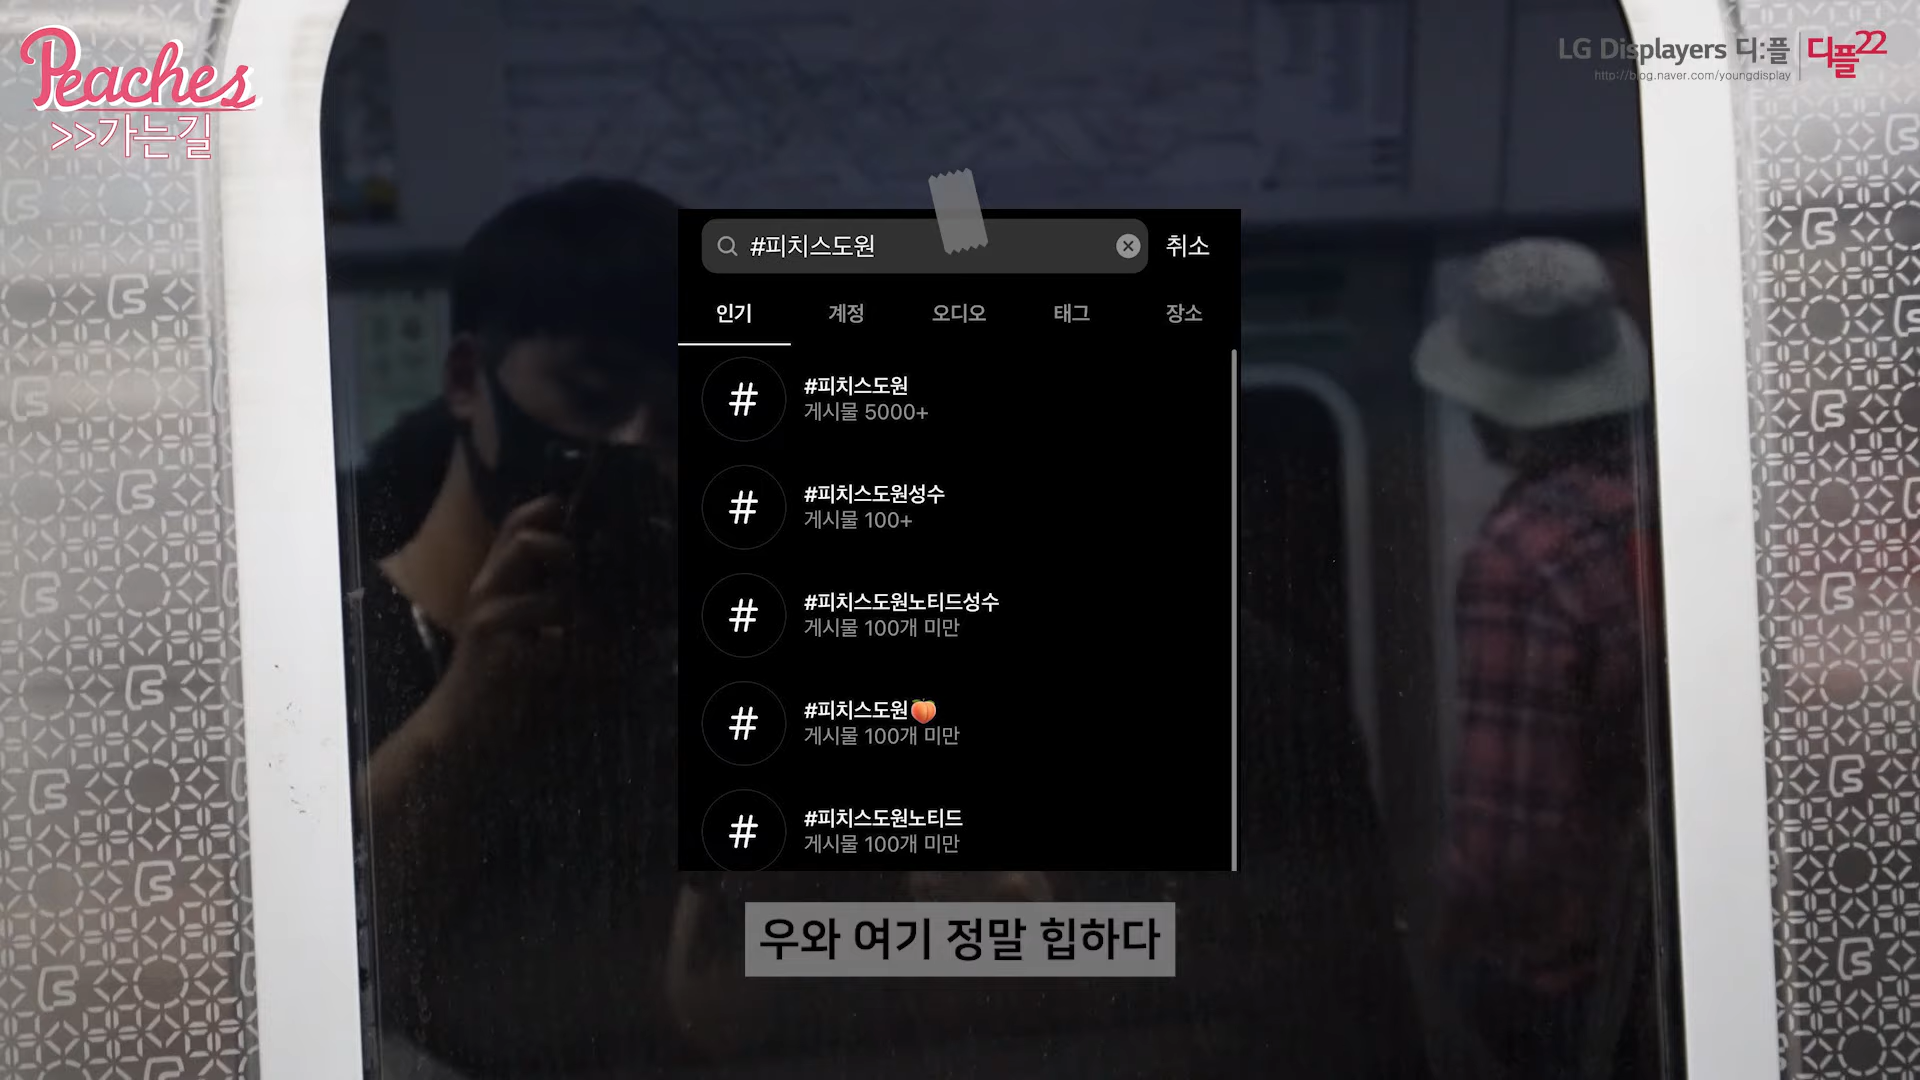 Peaches
>>가는길
LG Displayers 디:플
디플22
http://blog.naver.com/youngdisplay
#피치스도원
취소
인기
계정
오디오
태그
장소
#
#피치스도원
게시물 5000+
#
#피치스도원성수
게시물 100+
#
#피치스도원노티드성수
게시물 100개 미만
#
#피치스도원🍑
게시물 100개 미만
#
#피치스도원노티드
게시물 100개 미만
우와 여기 정말 힙하다